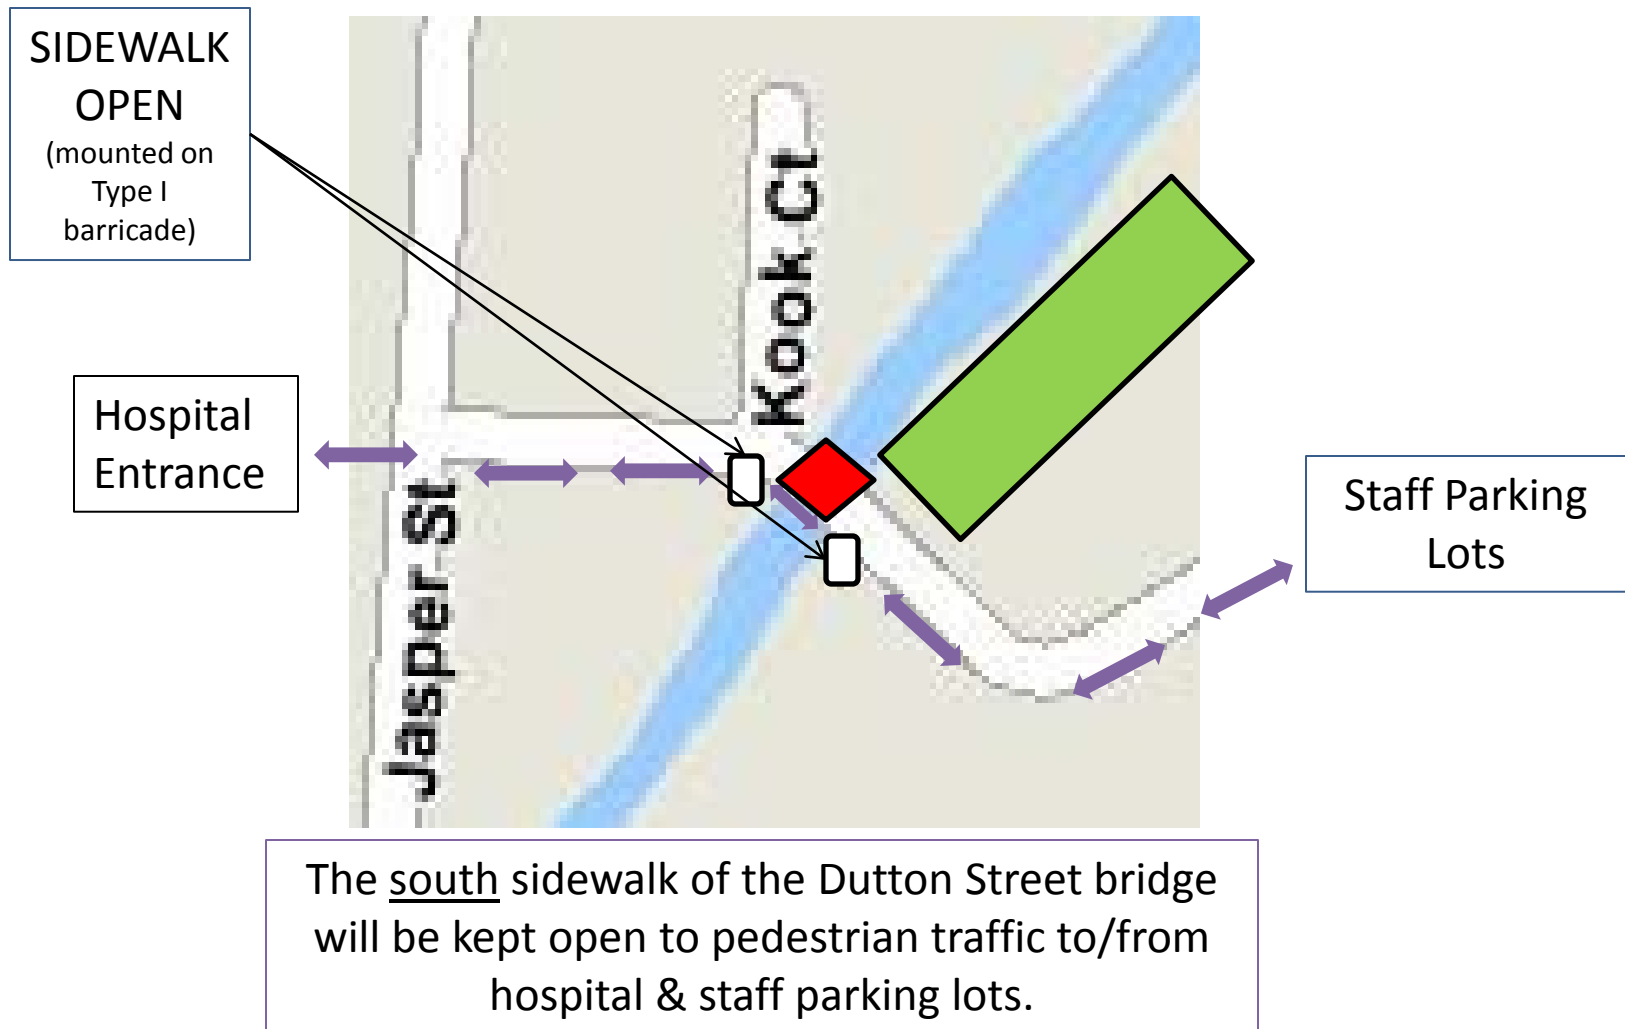 SIDEWALK
OPEN
(mounted on
Type I
barricade)
Kook Ct
Hospital
Entrance
Jasper St
Staff Parking
Lots
The south sidewalk of the Dutton Street bridge
will be kept open to pedestrian traffic to/from
hospital & staff parking lots.